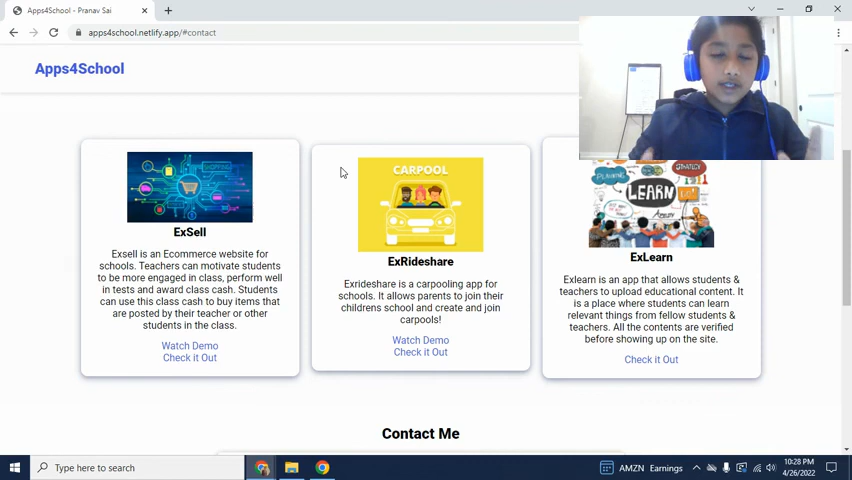 Apps4School - Pranav Sai
apps4school.netlify.app/#contact
Apps4School
CARPOOL
PLANNING
STRATEGY
LEARN
ExSell
Exsell is an Ecommerce website for
schools. Teachers can motivate students
to be more engaged in class, perform well
in tests and award class cash. Students
can use this class cash to buy items that
are posted by their teacher or other
students in the class.
Watch Demo
Check it Out
ExRideshare
Exrideshare is a carpooling app for
schools. It allows parents to join their
childrens school and create and join
carpools!
Watch Demo
Check it Out
ExLearn
Exlearn is an app that allows students &
teachers to upload educational content. It
is a place where students can learn
relevant things from fellow students &
teachers. All the contents are verified
before showing up on the site.
Check it Out
Contact Me
Type here to search
AMZN Earnings
10:28 PM
4/26/2022